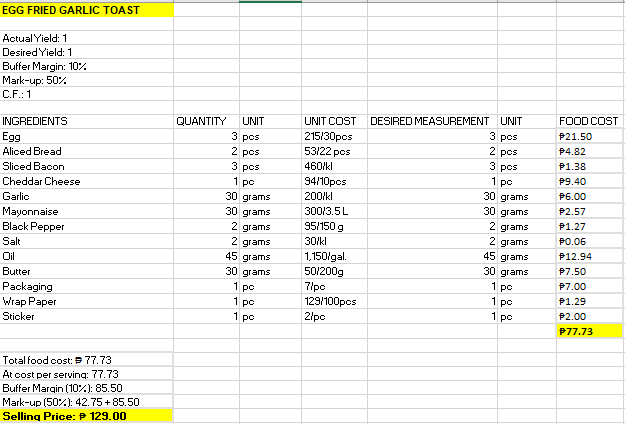 EGG FRIED GARLIC TOAST
Actual Yield: 1
Desired Yield: 1
Buffer Margin: 10%
Mark-up: 50%
C.F.: 1
INGREDIENTS QUANTITY UNIT UNIT COST DESIRED MEASUREMENT UNIT FOOD COST
Egg 3 pcs 215/30pcs 3 pcs ₱21.50
Aliced Bread 2 pcs 53/22 pcs 2 pcs ₱4.82
Sliced Bacon 3 pcs 460/kl 3 pcs ₱1.38
Cheddar Cheese 1 pc 94/10pcs 1 pc ₱9.40
Garlic 30 grams 200/kl 30 grams ₱6.00
Mayonnaise 30 grams 300/3.5 L 30 grams ₱2.57
Black Pepper 2 grams 95/150 g 2 grams ₱1.27
Salt 2 grams 30/kl 2 grams ₱0.06
Oil 45 grams 1,150/gal. 45 grams ₱12.94
Butter 30 grams 50/200g 30 grams ₱7.50
Packaging 1 pc 7/pc 1 pc ₱7.00
Wrap Paper 1 pc 129/100pcs 1 pc ₱1.29
Sticker 1 pc 2/pc 1 pc ₱2.00
₱77.73
Total food cost: ₱ 77.73
At cost per serving: 77.73
Buffer Margin (10%): 85.50
Mark-up (50%): 42.75 + 85.50
Selling Price: ₱ 129.00